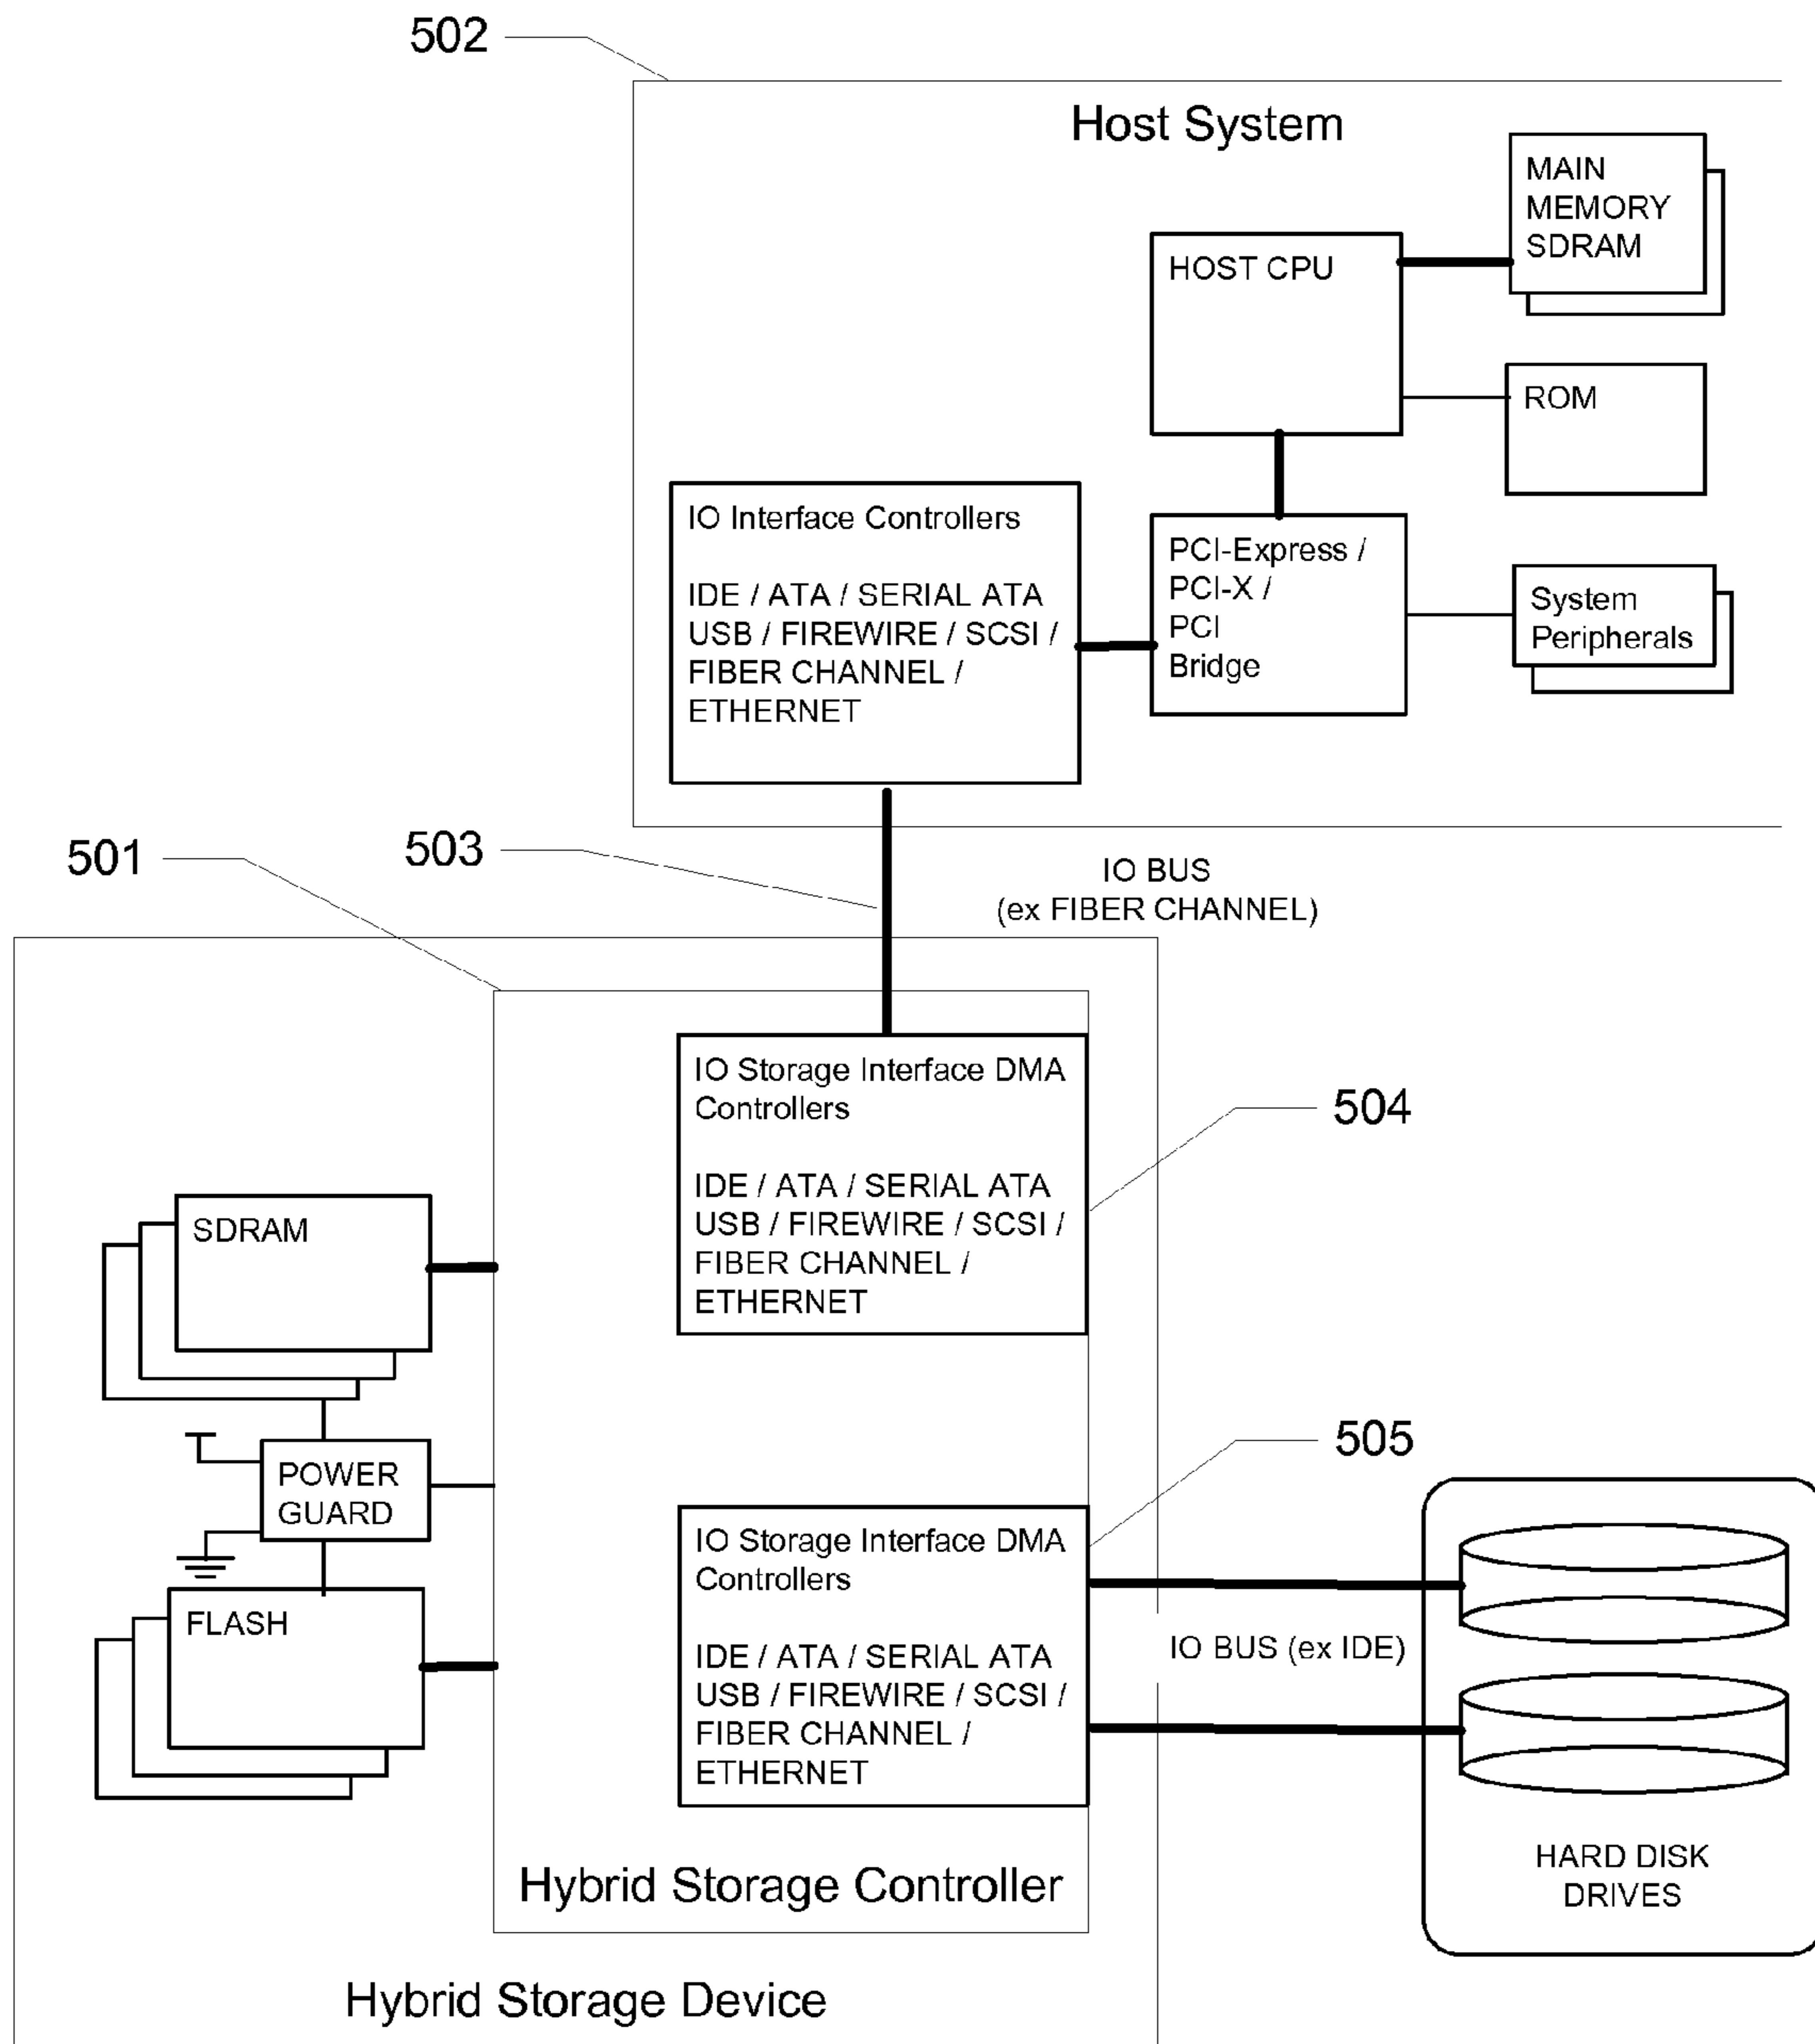 502
Host System
MAIN
MEMORY
SDRAM
HOST CPU
ROM
IO Interface Controllers
IDE / ATA / SERIAL ATA
USB / FIREWIRE / SCSI /
FIBER CHANNEL /
ETHERNET
PCI-Express /
PCI-X /
PCI
Bridge
System
Peripherals
501
503
IO BUS
(ex FIBER CHANNEL)
IO Storage Interface DMA
Controllers
IDE / ATA / SERIAL ATA
USB / FIREWIRE / SCSI /
FIBER CHANNEL /
ETHERNET
504
SDRAM
POWER
GUARD
FLASH
505
IO Storage Interface DMA
Controllers
IDE / ATA / SERIAL ATA
USB / FIREWIRE / SCSI /
FIBER CHANNEL /
ETHERNET
IO BUS (ex IDE)
HARD DISK
DRIVES
Hybrid Storage Controller
Hybrid Storage Device